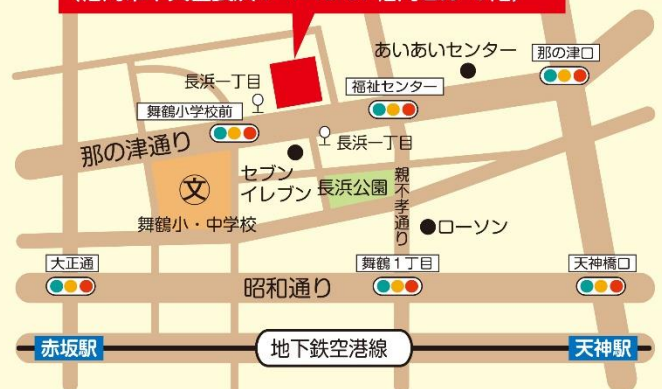 あいあいセンター
那の津口
長浜一丁目
福祉センター
舞鶴小学校前
那の津通り
長浜一丁目
セブン
イレブン
長浜公園
親不孝通り
文
舞鶴小・中学校
ローソン
大正通
舞鶴1丁目
天神橋口
昭和通り
赤坂駅
地下鉄空港線
天神駅